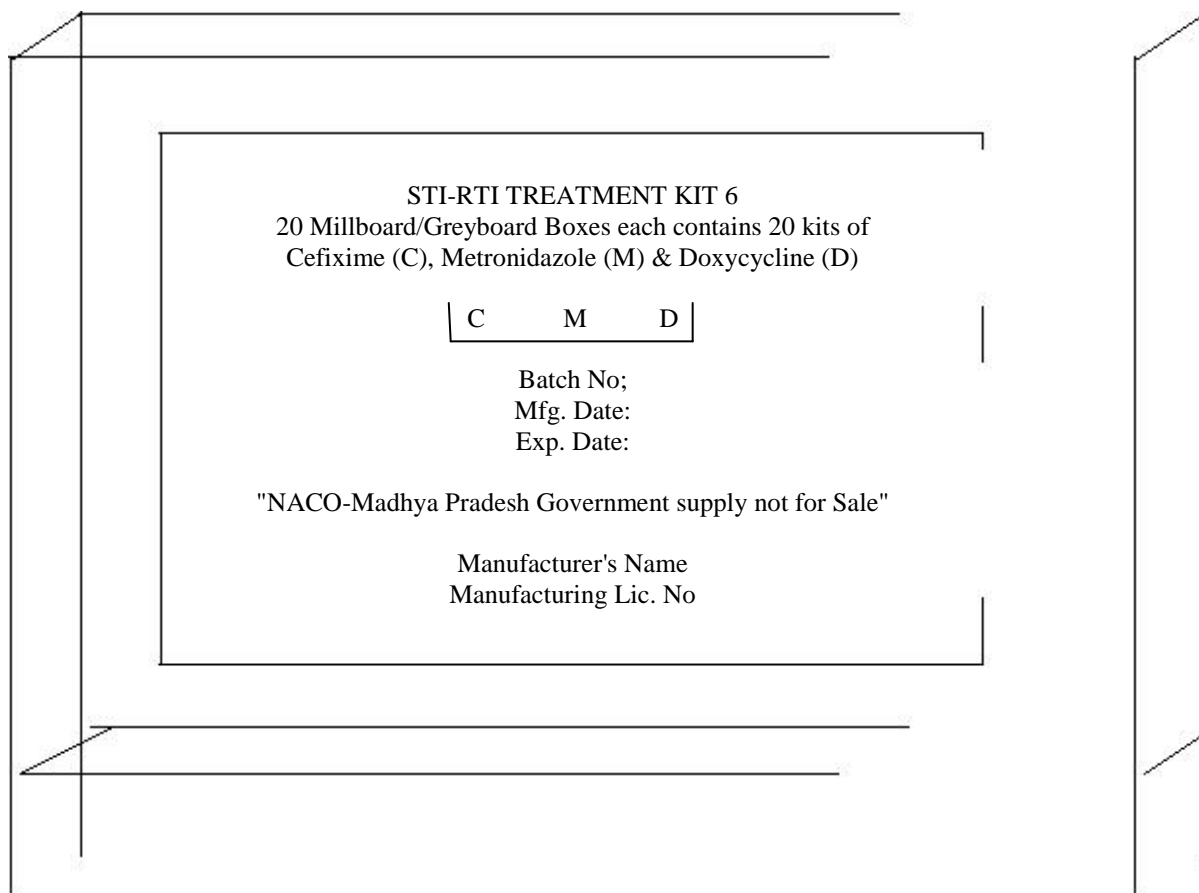 STI-RTI TREATMENT KIT 6
20 Millboard/Greyboard Boxes each contains 20 kits of
Cefixime (C), Metronidazole (M) & Doxycycline (D)
C M D
Batch No;
Mfg. Date:
Exp. Date:
"NACO-Madhya Pradesh Government supply not for Sale"
Manufacturer's Name
Manufacturing Lic. No